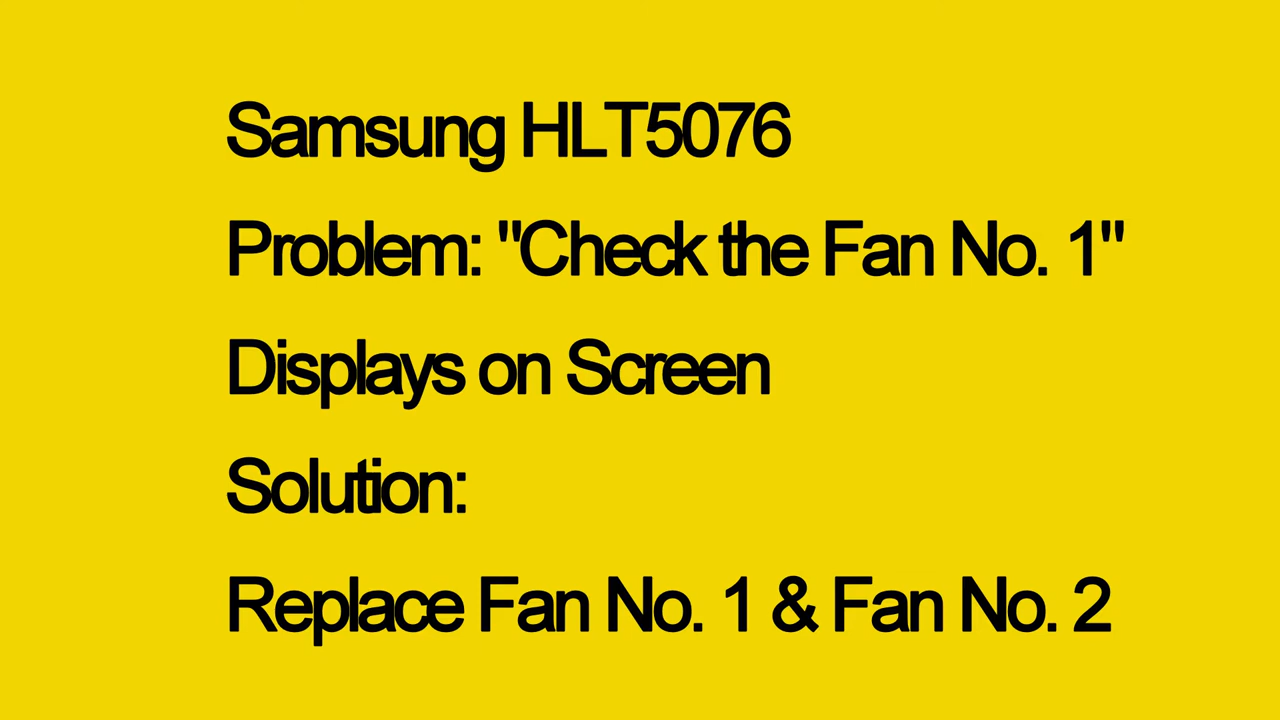 Samsung HLT5076
Problem: "Check the Fan No. 1"
Displays on Screen
Solution:
Replace Fan No. 1 & Fan No. 2